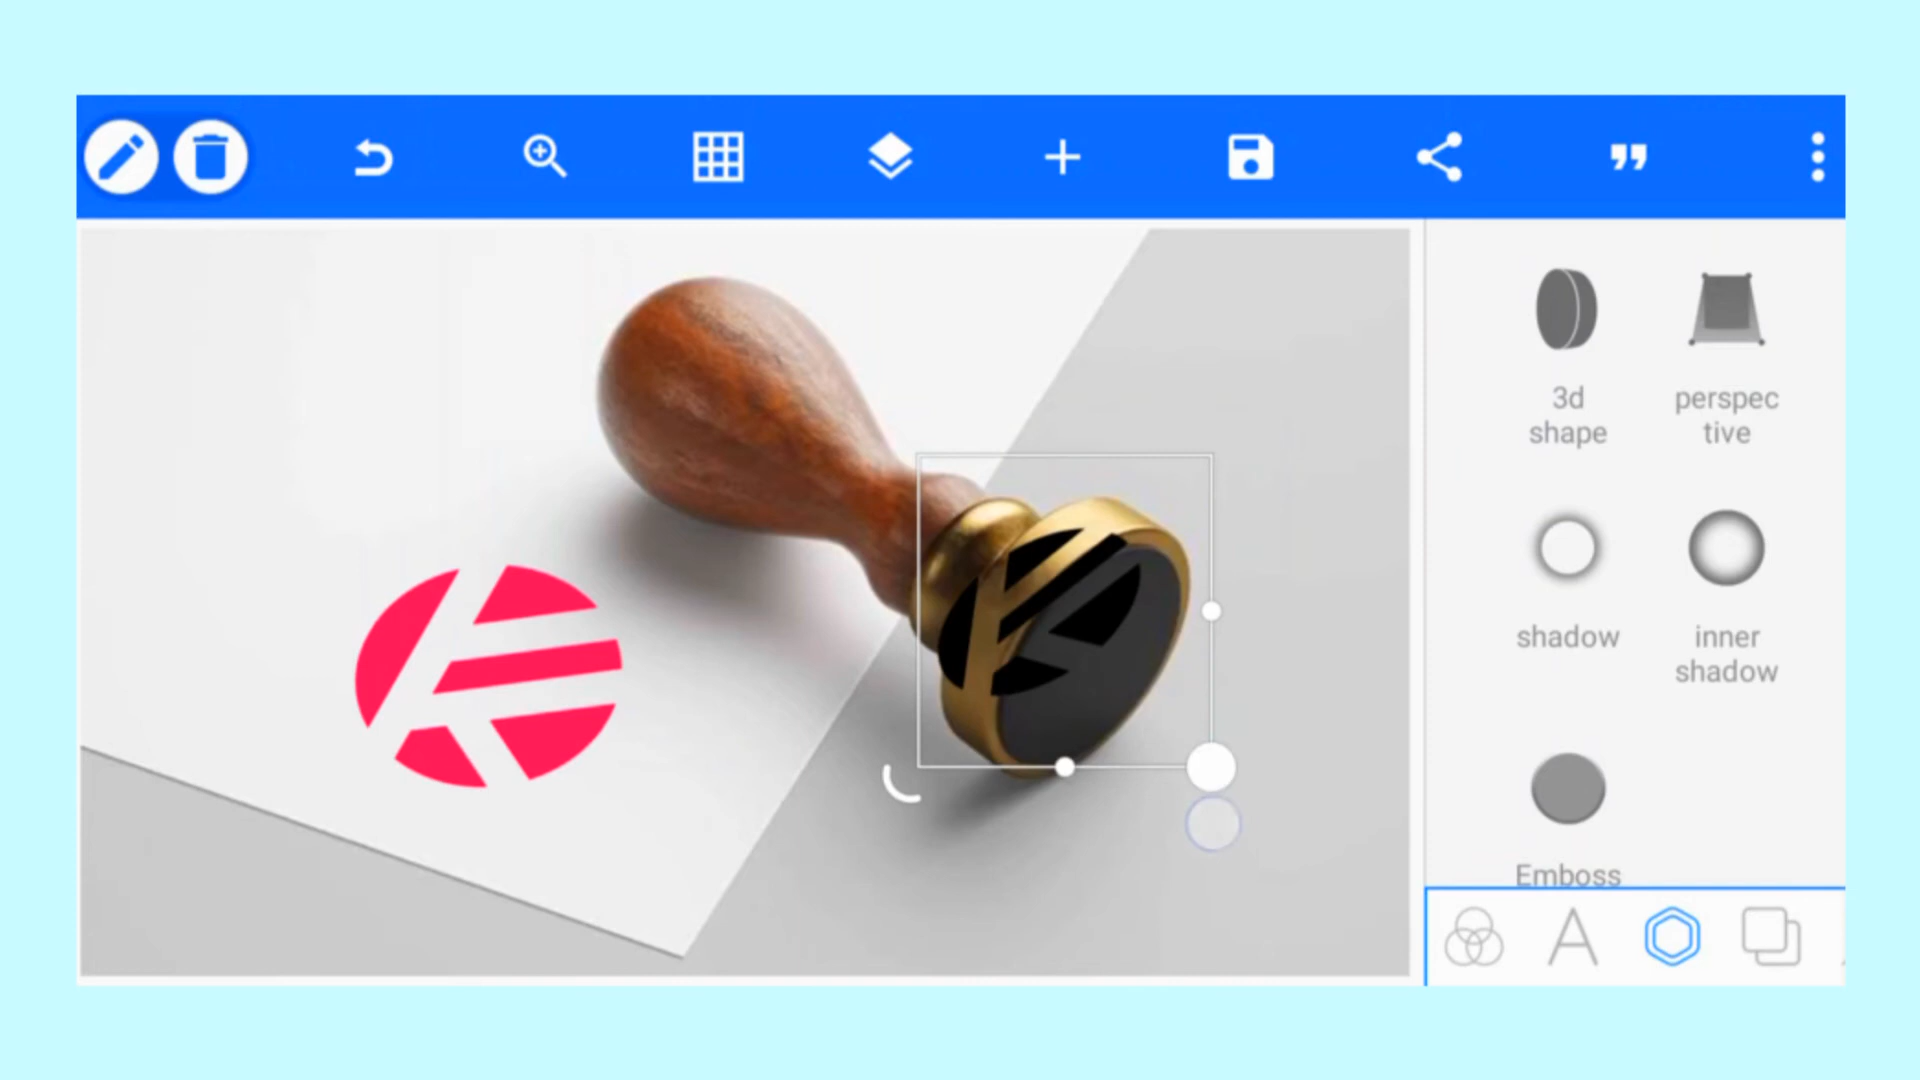 3d
shape
perspec
tive
shadow
inner
shadow
Emboss